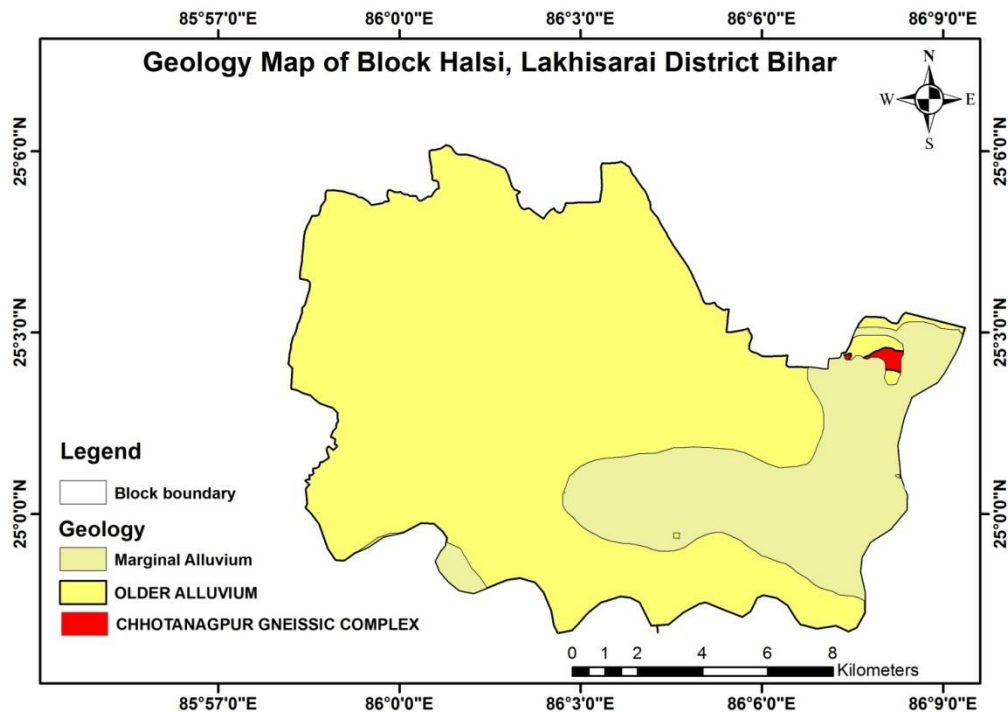 85°57'0"E 86°0'0"E 86°3'0"E 86°6'0"E 86°9'0"E
Geology Map of Block Halsi, Lakhisarai District Bihar
N
W E
S
25°6'0"N 25°6'0"N
25°3'0"N 25°3'0"N
25°0'0"N 25°0'0"N
Legend
Block boundary
Geology
Marginal Alluvium
OLDER ALLUVIUM
CHHOTANAGPUR GNEISSIC COMPLEX
0 1 2 4 6 8
Kilometers
85°57'0"E 86°0'0"E 86°3'0"E 86°6'0"E 86°9'0"E